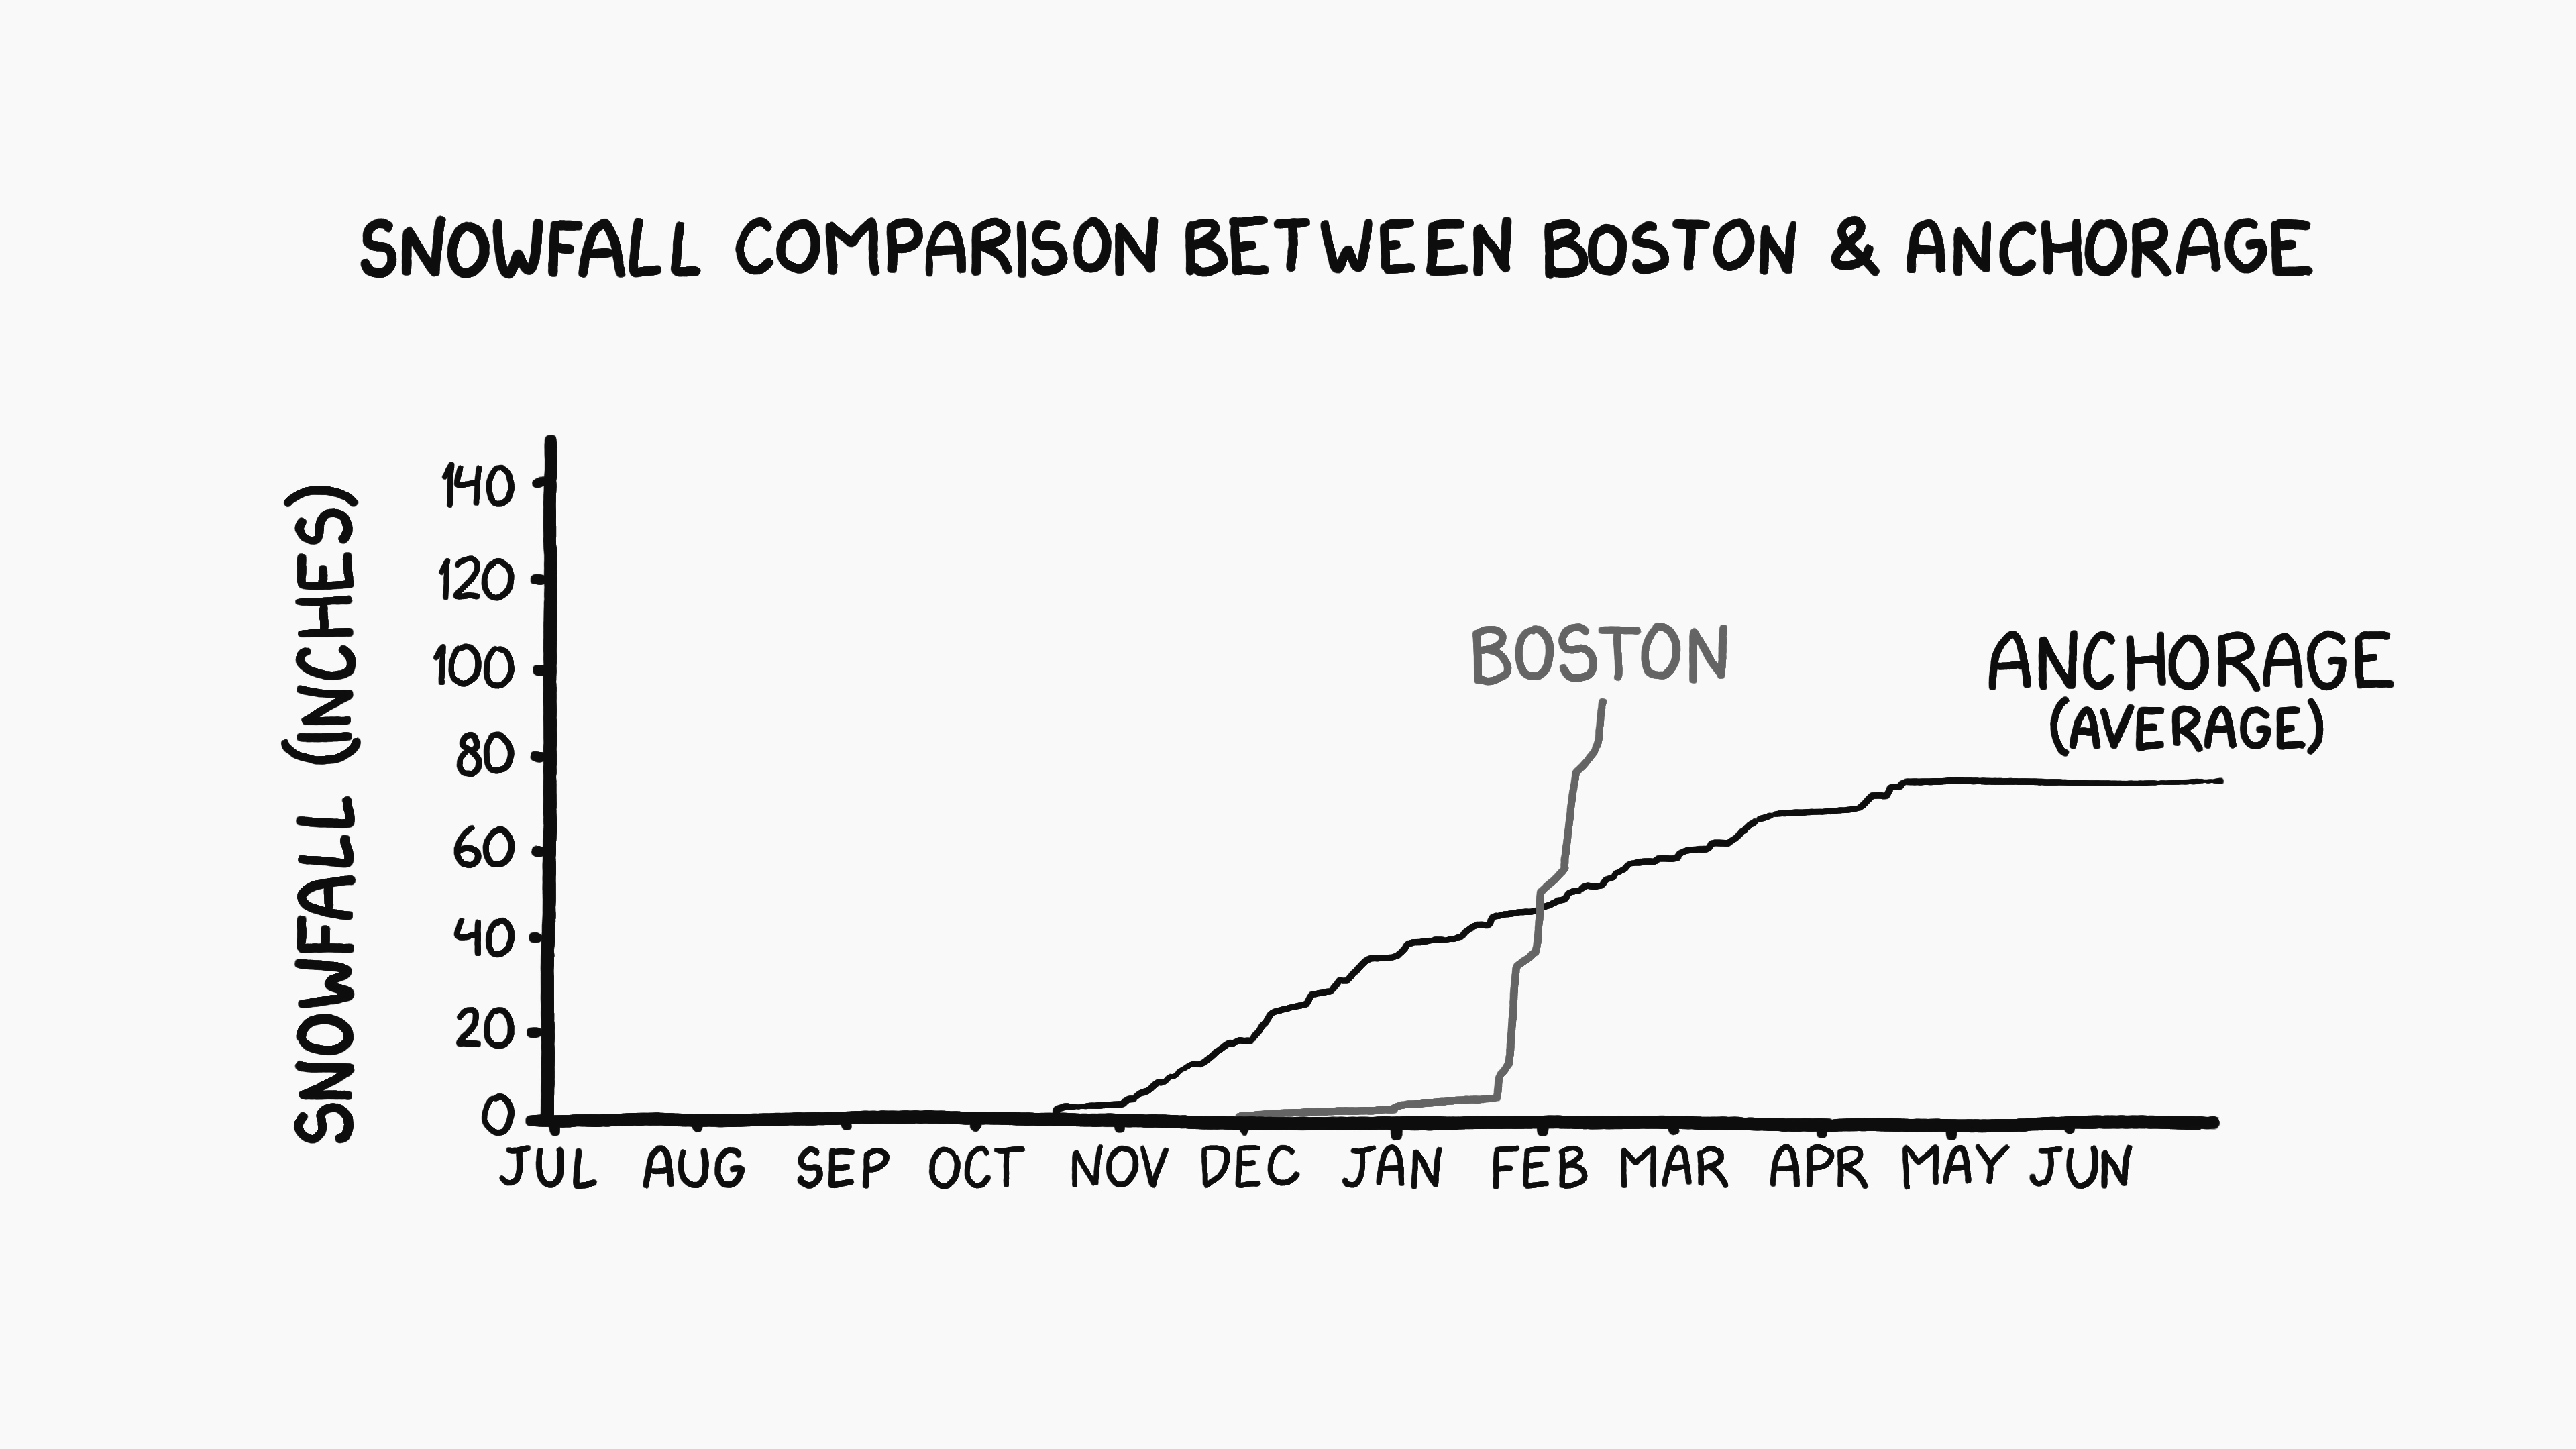 SNOWFALL COMPARISON BETWEEN BOSTON & ANCHORAGE
SNOWFALL (INCHES)
140
120
100
80
60
40
20
0
BOSTON
ANCHORAGE
(AVERAGE)
JUL AUG SEP OCT NOV DEC JAN FEB MAR APR MAY JUN